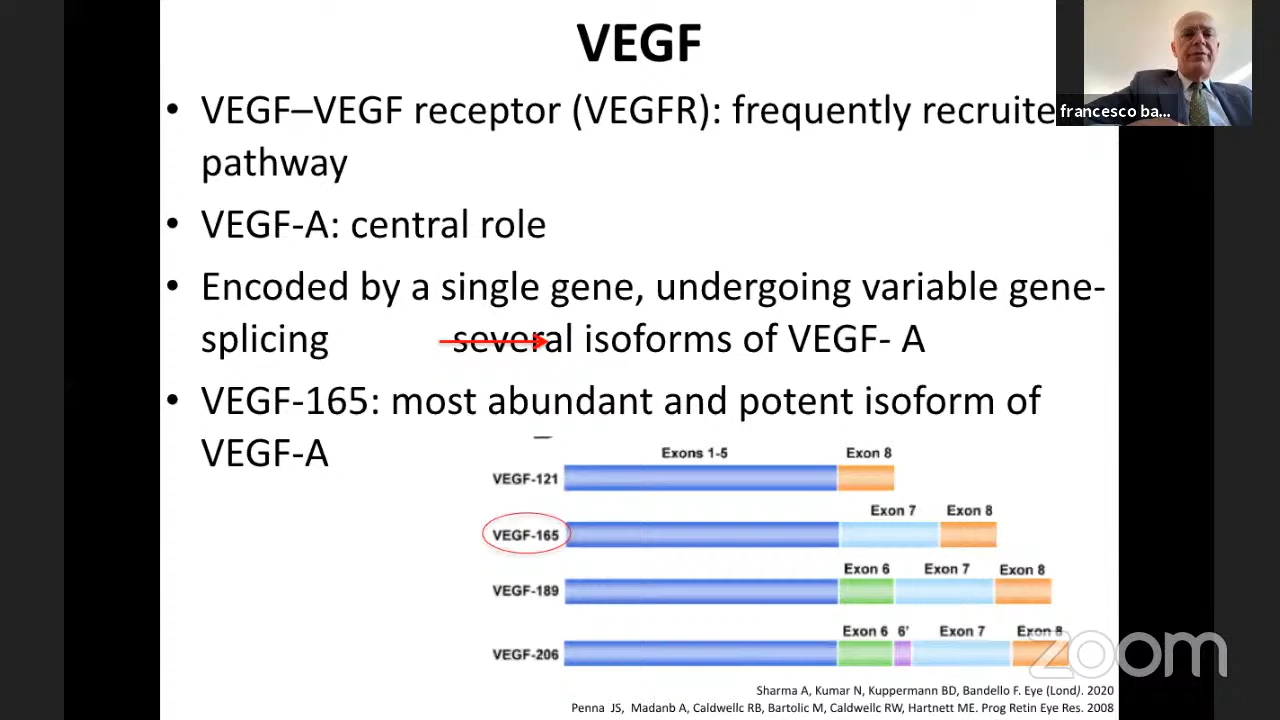 VEGF
• VEGF–VEGF receptor (VEGFR): frequently recruite
pathway
• VEGF-A: central role
• Encoded by a single gene, undergoing variable gene-
splicing several isoforms of VEGF- A
• VEGF-165: most abundant and potent isoform of
VEGF-A
francesco ba...
Exons 1-5 Exon 8
VEGF-121
Exon 7 Exon 8
VEGF-165
Exon 6 Exon 7 Exon 8
VEGF-189
Exon 6 6' Exon 7 Exon 8
VEGF-206
zoom
Sharma A, Kumar N, Kuppermann BD, Bandello F. Eye (Lond). 2020
Penna JS, Madanb A, Caldwellc RB, Bartolic M, Caldwellc RW, Hartnett ME. Prog Retin Eye Res. 2008